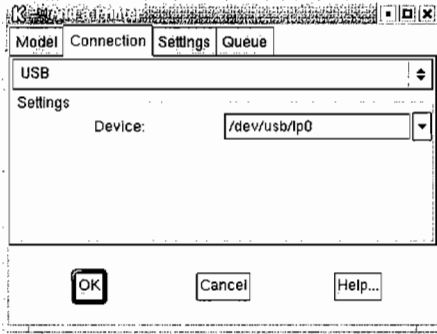 Model Connection Settings Queue
USB
Settings
Device: /dev/usb/lp0
OK Cancel Help...